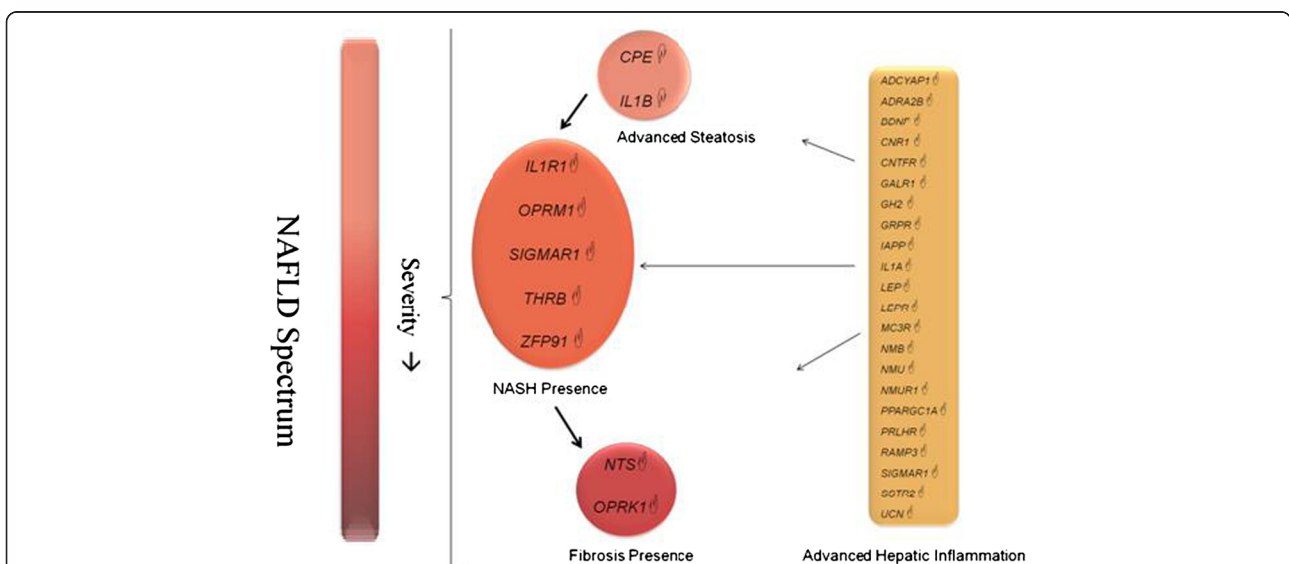 NAFLD Spectrum
Severity
CPE
IL1B
Advanced Steatosis
IL1R1
OPRM1
SIGMAR1
THRB
ZFP91
NASH Presence
NTS
OPRK1
Fibrosis Presence
ADCYAP1
ADRA2B
BDNF
CNR1
CNTFR
GALR1
GH2
GRPR
IAPP
IL1A
LEP
LEPR
MC3R
NMB
NMU
NMUR1
PPARGC1A
PRLHR
RAMP3
SIGMAR1
SSTR2
UCN
Advanced Hepatic Inflammation